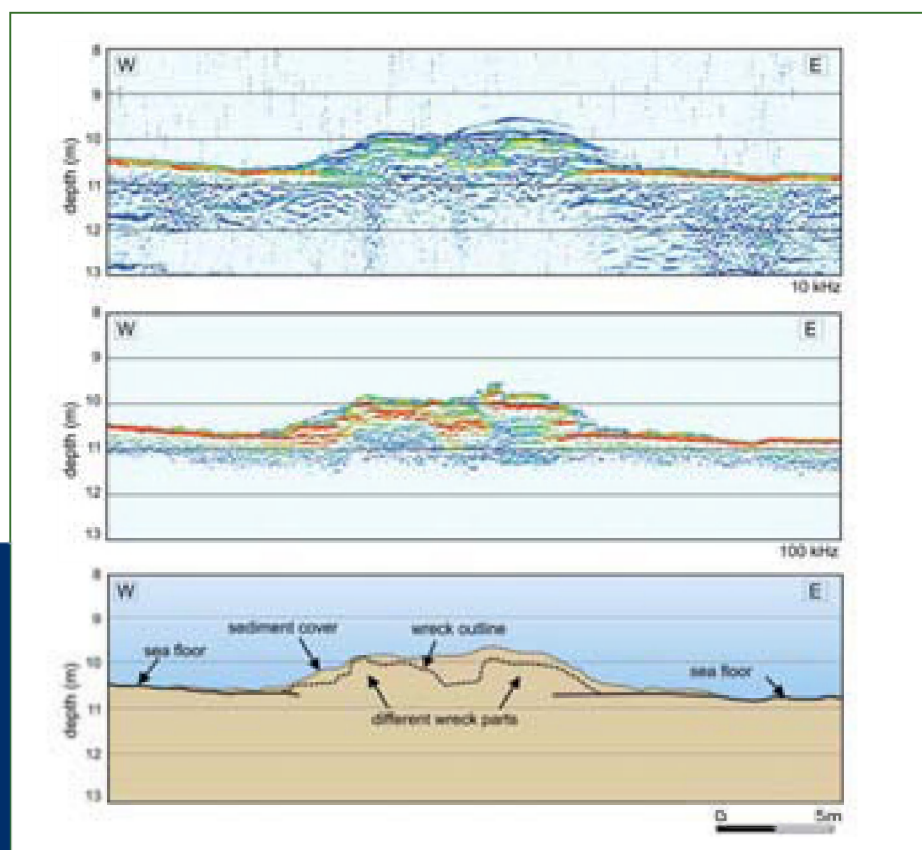 8
W
E
9
10
11
12
13
depth (m)
10 kHz
8
W
E
9
10
11
12
13
depth (m)
100 kHz
8
W
E
9
sediment cover
wreck outline
sea floor
10
sea floor
11
different wreck parts
12
13
depth (m)
0 5m